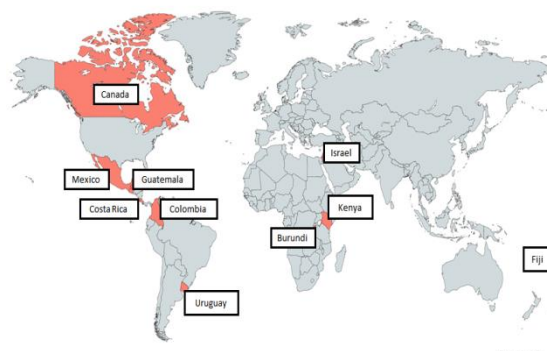 Canada
Israel
Mexico
Guatemala
Costa Rica
Colombia
Kenya
Burundi
Fiji
Uruguay